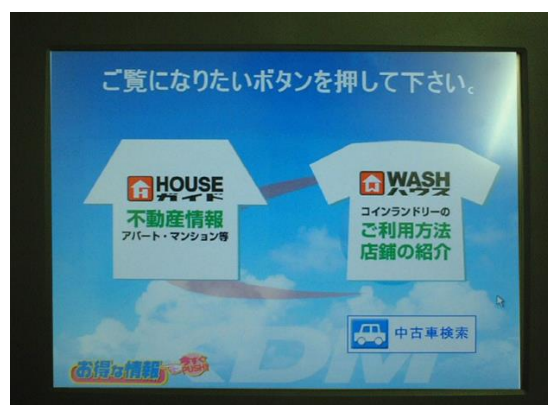 ご覧になりたいボタンを押して下さい。
HOUSE
ガイド
不動産情報
アパート・マンション等
WASH
ハウス
コインランドリーの
ご利用方法
店鋪の紹介
中古車検索
お得な情報
DM